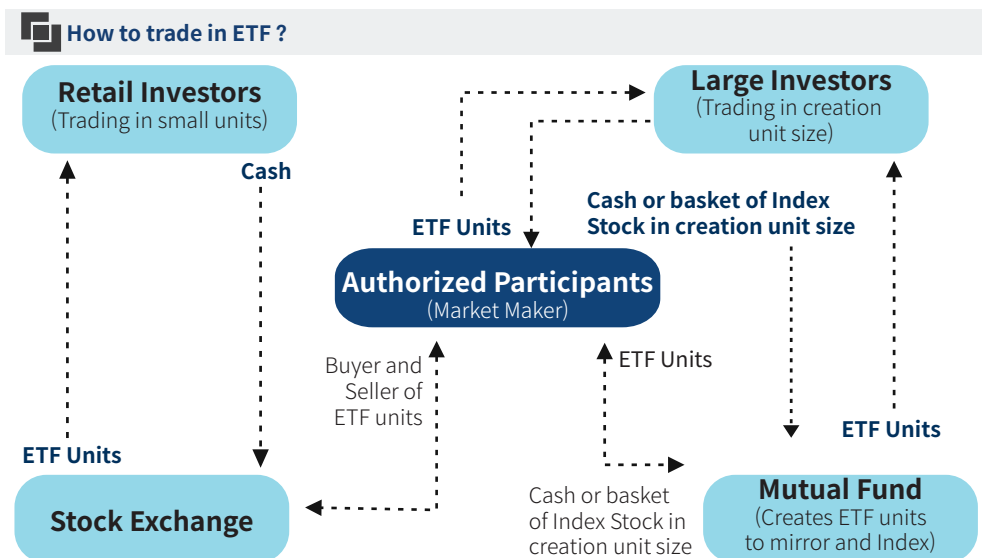 How to trade in ETF ?
Retail Investors
(Trading in small units)
Large Investors
(Trading in creation
unit size)
Cash
Cash or basket of Index
Stock in creation unit size
ETF Units
Authorized Participants
(Market Maker)
Buyer and
Seller of
ETF units
ETF Units
ETF Units
ETF Units
Stock Exchange
Cash or basket
of Index Stock in
creation unit size
Mutual Fund
(Creates ETF units
to mirror and Index)